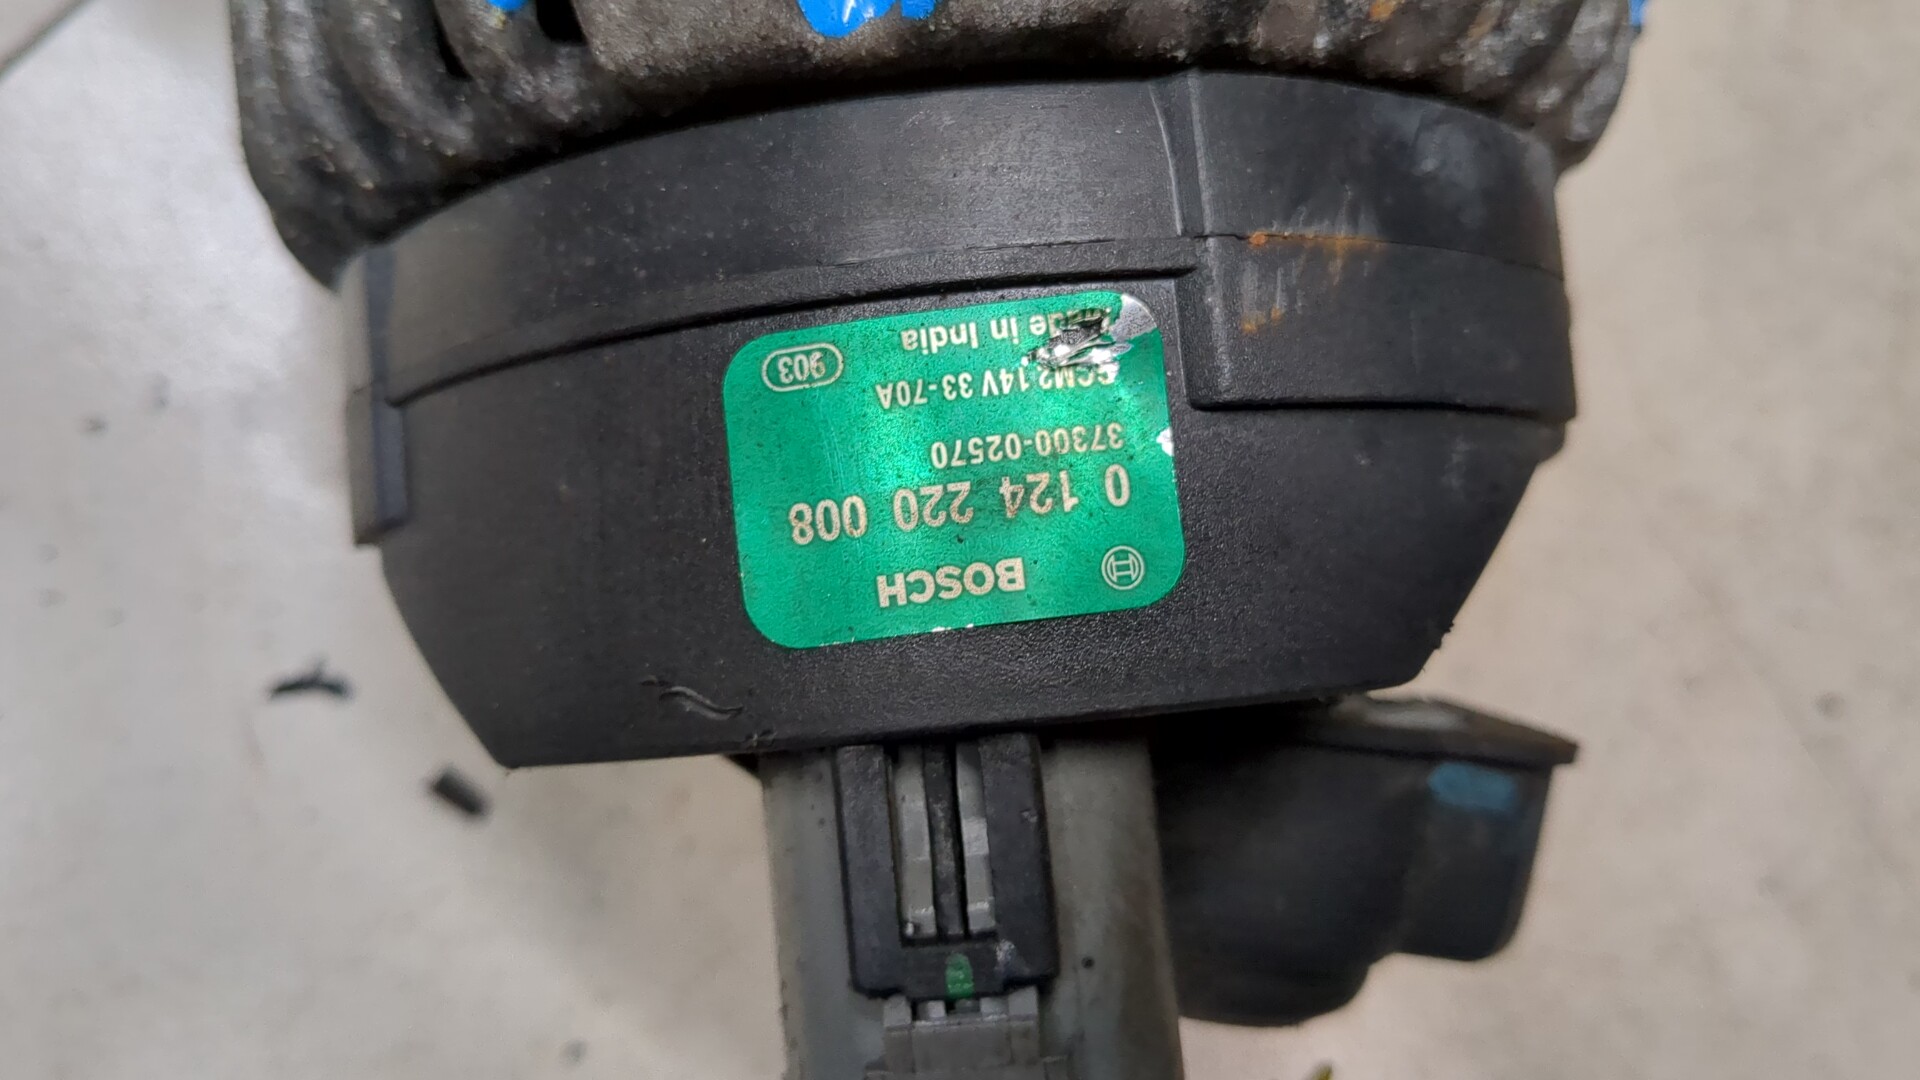 BOSCH
0 124 220 008
37300-02570
14V 33-70A
in India
903